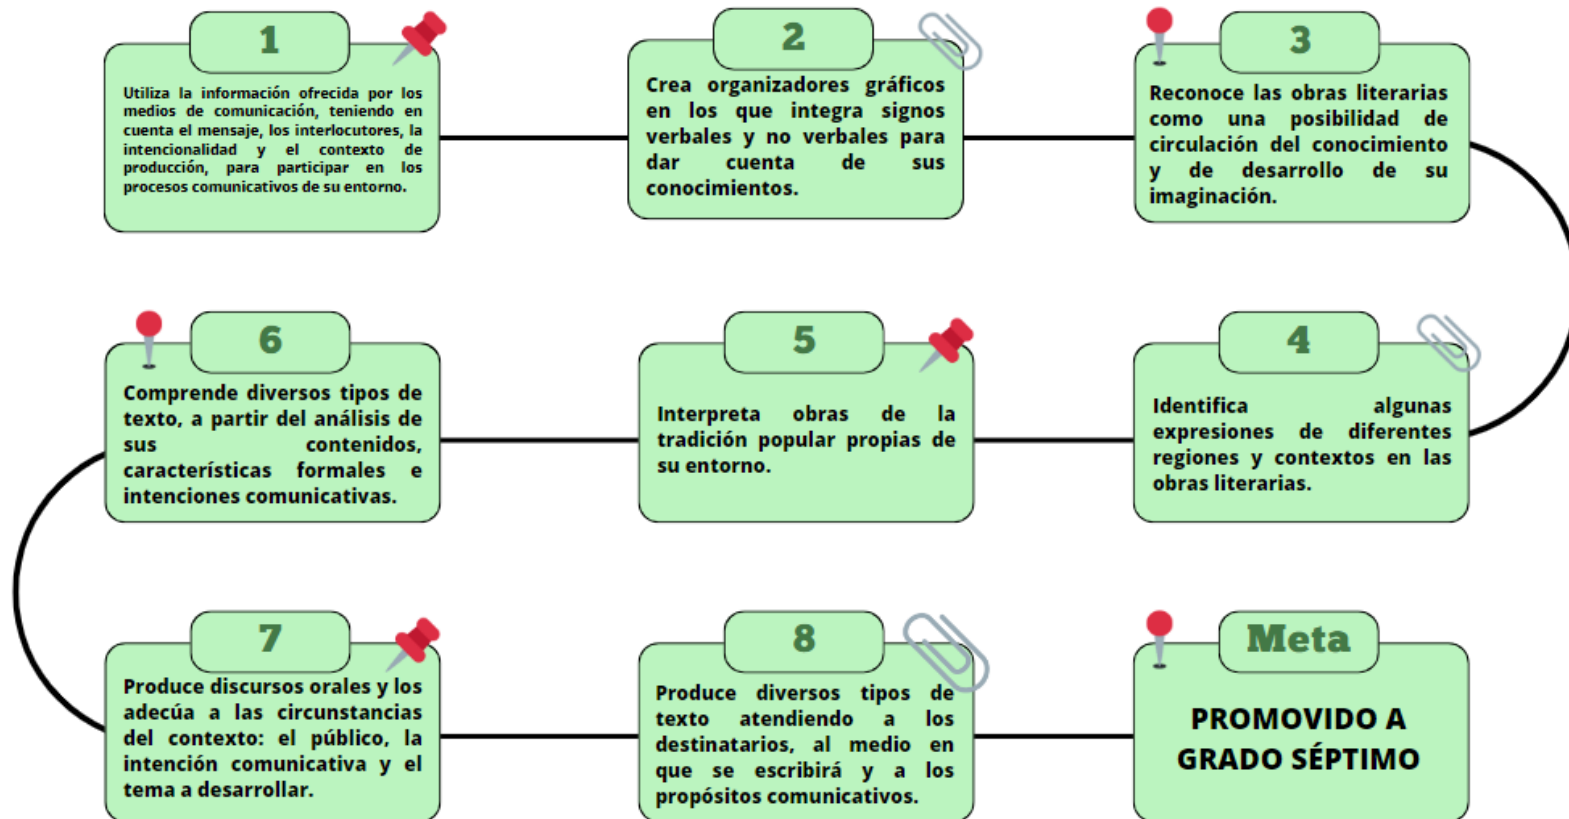 1
Utiliza la información ofrecida por los
medios de comunicación, teniendo en
cuenta el mensaje, los interlocutores, la
intencionalidad y el contexto de
producción, para participar en los
procesos comunicativos de su entorno.
2
Crea organizadores gráficos
en los que integra signos
verbales y no verbales para
dar cuenta de sus
conocimientos.
3
Reconoce las obras literarias
como una posibilidad de
circulación del conocimiento
y de desarrollo de su
imaginación.
4
Identifica algunas
expresiones de diferentes
regiones y contextos en las
obras literarias.
5
Interpreta obras de la
tradición popular propias de
su entorno.
6
Comprende diversos tipos de
texto, a partir del análisis de
sus contenidos,
características formales e
intenciones comunicativas.
7
Produce discursos orales y los
adecúa a las circunstancias
del contexto: el público, la
intención comunicativa y el
tema a desarrollar.
8
Produce diversos tipos de
texto atendiendo a los
destinatarios, al medio en
que se escribirá y a los
propósitos comunicativos.
Meta
PROMOVIDO A
GRADO SÉPTIMO